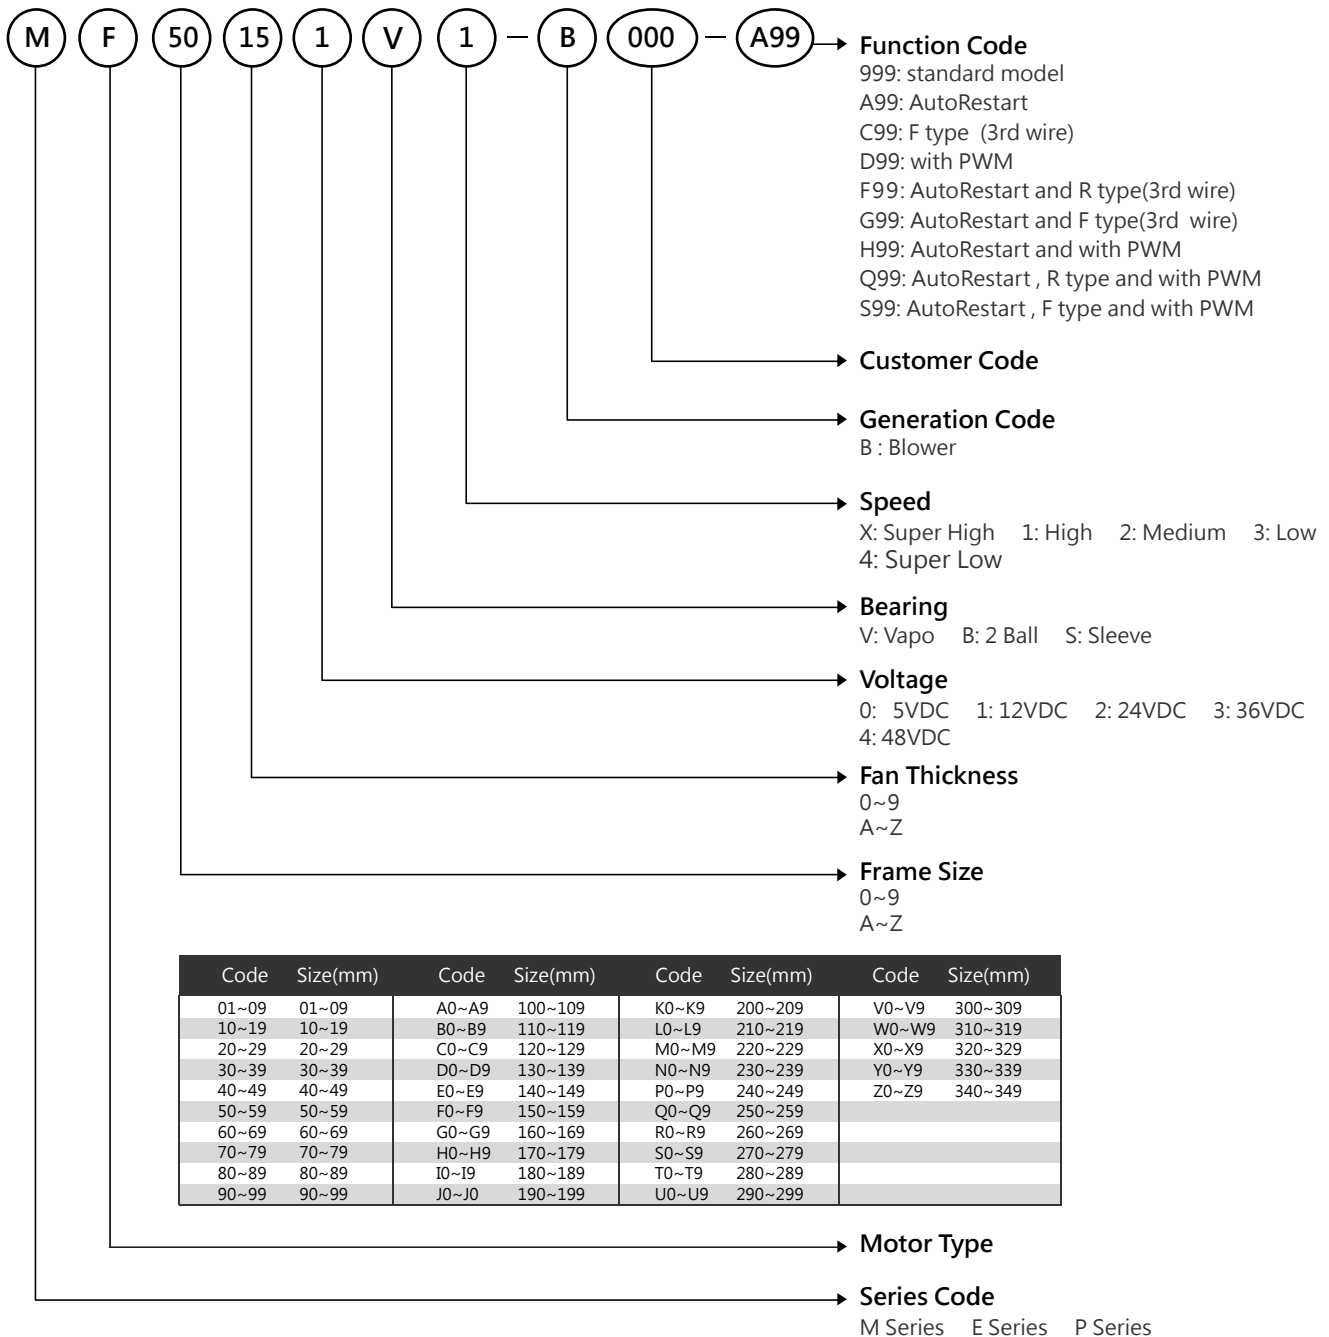 M F 50 15 1 V 1 — B 000 — A99
Function Code
999: standard model
A99: AutoRestart
C99: F type (3rd wire)
D99: with PWM
F99: AutoRestart and R type(3rd wire)
G99: AutoRestart and F type(3rd wire)
H99: AutoRestart and with PWM
Q99: AutoRestart , R type and with PWM
S99: AutoRestart , F type and with PWM
Customer Code
Generation Code
B : Blower
Speed
X: Super High 1: High 2: Medium 3: Low
4: Super Low
Bearing
V: Vapo B: 2 Ball S: Sleeve
Voltage
0: 5VDC 1: 12VDC 2: 24VDC 3: 36VDC
4: 48VDC
Fan Thickness
0~9
A~Z
Frame Size
0~9
A~Z
Code Size(mm) Code Size(mm) Code Size(mm) Code Size(mm)
01~09 01~09 A0~A9 100~109 K0~K9 200~209 V0~V9 300~309
10~19 10~19 B0~B9 110~119 L0~L9 210~219 W0~W9 310~319
20~29 20~29 C0~C9 120~129 M0~M9 220~229 X0~X9 320~329
30~39 30~39 D0~D9 130~139 N0~N9 230~239 Y0~Y9 330~339
40~49 40~49 E0~E9 140~149 P0~P9 240~249 Z0~Z9 340~349
50~59 50~59 F0~F9 150~159 Q0~Q9 250~259
60~69 60~69 G0~G9 160~169 R0~R9 260~269
70~79 70~79 H0~H9 170~179 S0~S9 270~279
80~89 80~89 I0~I9 180~189 T0~T9 280~289
90~99 90~99 J0~J0 190~199 U0~U9 290~299
Motor Type
Series Code
M Series E Series P Series